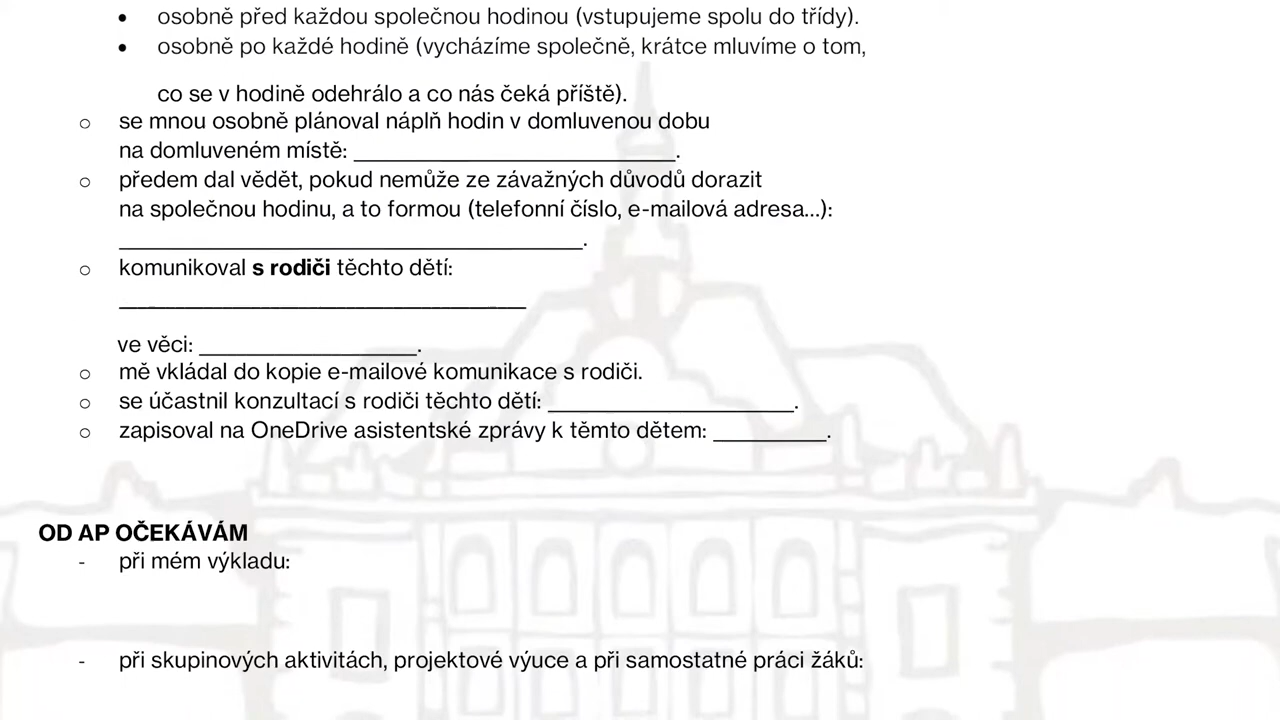 • osobně před každou společnou hodinou (vstupujeme spolu do třídy).
• osobně po každé hodině (vycházíme společně, krátce mluvíme o tom,
co se v hodině odehrálo a co nás čeká příště).
○ se mnou osobně plánoval náplň hodin v domluvenou dobu
na domluveném místě: ___________________________.
○ předem dal vědět, pokud nemůže ze závažných důvodů dorazit
na společnou hodinu, a to formou (telefonní číslo, e-mailová adresa…):
_______________________________________.
○ komunikoval s rodiči těchto dětí:
__________________________________
ve věci: __________________.
○ mě vkládal do kopie e-mailové komunikace s rodiči.
○ se účastnil konzultací s rodiči těchto dětí: ____________________.
○ zapisoval na OneDrive asistentské zprávy k těmto dětem: _________.
OD AP OČEKÁVÁM
- při mém výkladu:
- při skupinových aktivitách, projektové výuce a při samostatné práci žáků: